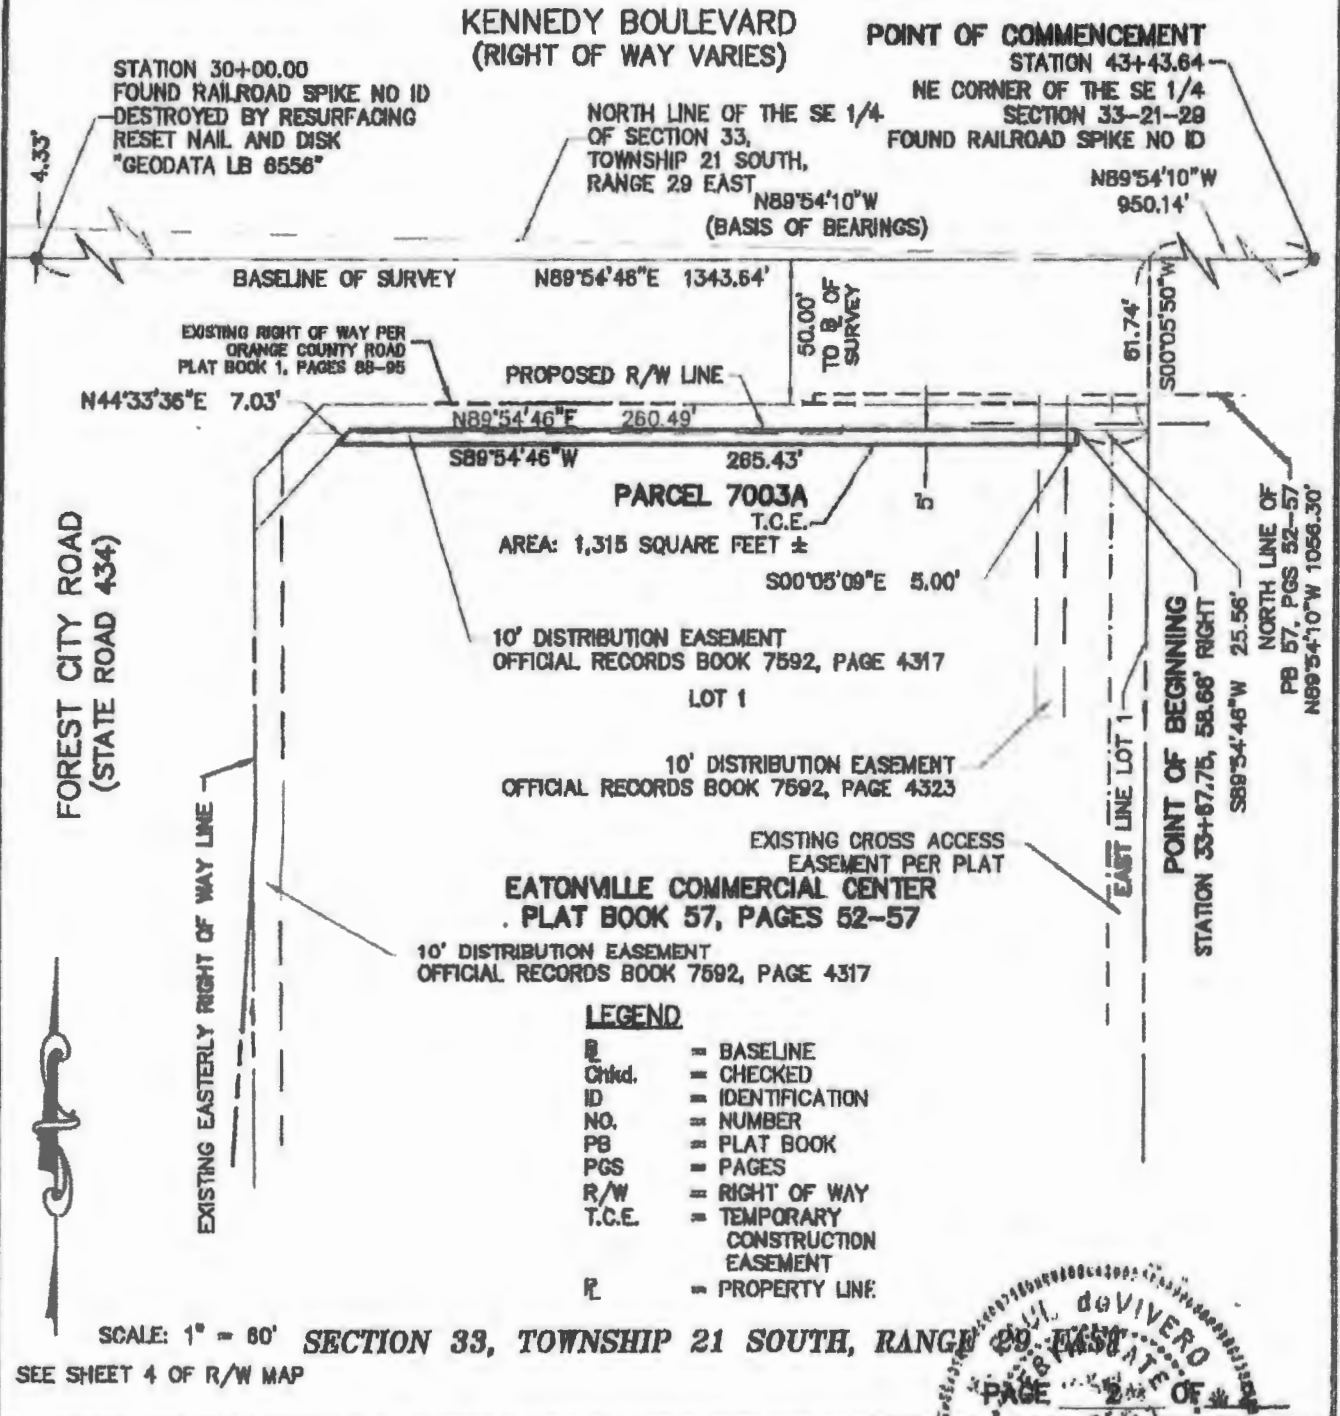 KENNEDY BOULEVARD
(RIGHT OF WAY VARIES)
POINT OF COMMENCEMENT
STATION 43+43.64
NE CORNER OF THE SE 1/4
SECTION 33-21-29
FOUND RAILROAD SPIKE NO ID
STATION 30+00.00
FOUND RAILROAD SPIKE NO ID
DESTROYED BY RESURFACING
RESET NAIL AND DISK
"GEODATA LB 6556"
4.33'
NORTH LINE OF THE SE 1/4
OF SECTION 33,
TOWNSHIP 21 SOUTH,
RANGE 29 EAST
N89°54'10"W
(BASIS OF BEARINGS)
N89°54'10"W
950.14'
BASELINE OF SURVEY N89°54'46"E 1343.64'
50.00'
TO ℄ OF
SURVEY
61.74'
S00°05'50"W
EXISTING RIGHT OF WAY PER
ORANGE COUNTY ROAD
PLAT BOOK 1, PAGES 88-95
PROPOSED R/W LINE
N44°33'36"E 7.03'
N89°54'46"E 260.49'
S89°54'46"W 265.43'
PARCEL 7003A
T.C.E.
AREA: 1,315 SQUARE FEET ±
5'
S00°05'09"E 5.00'
10' DISTRIBUTION EASEMENT
OFFICIAL RECORDS BOOK 7592, PAGE 4317
LOT 1
10' DISTRIBUTION EASEMENT
OFFICIAL RECORDS BOOK 7592, PAGE 4323
EXISTING CROSS ACCESS
EASEMENT PER PLAT
EATONVILLE COMMERCIAL CENTER
PLAT BOOK 57, PAGES 52-57
10' DISTRIBUTION EASEMENT
OFFICIAL RECORDS BOOK 7592, PAGE 4317
FOREST CITY ROAD
(STATE ROAD 434)
EXISTING EASTERLY RIGHT OF WAY LINE
EAST LINE LOT 1
POINT OF BEGINNING
STATION 33+67.75, 58.68' RIGHT
S89°54'46"W 25.56'
NORTH LINE OF
PB 57, PGS 52-57
N89°54'10"W 1056.30'
LEGEND
= BASELINE
Chkd. = CHECKED
ID = IDENTIFICATION
NO. = NUMBER
PB = PLAT BOOK
PGS = PAGES
R/W = RIGHT OF WAY
T.C.E. = TEMPORARY
CONSTRUCTION
EASEMENT
= PROPERTY LINE
SCALE: 1" = 60'
SECTION 33, TOWNSHIP 21 SOUTH, RANGE 29 EAST
SEE SHEET 4 OF R/W MAP
deVIVERO
PAGE 2 OF